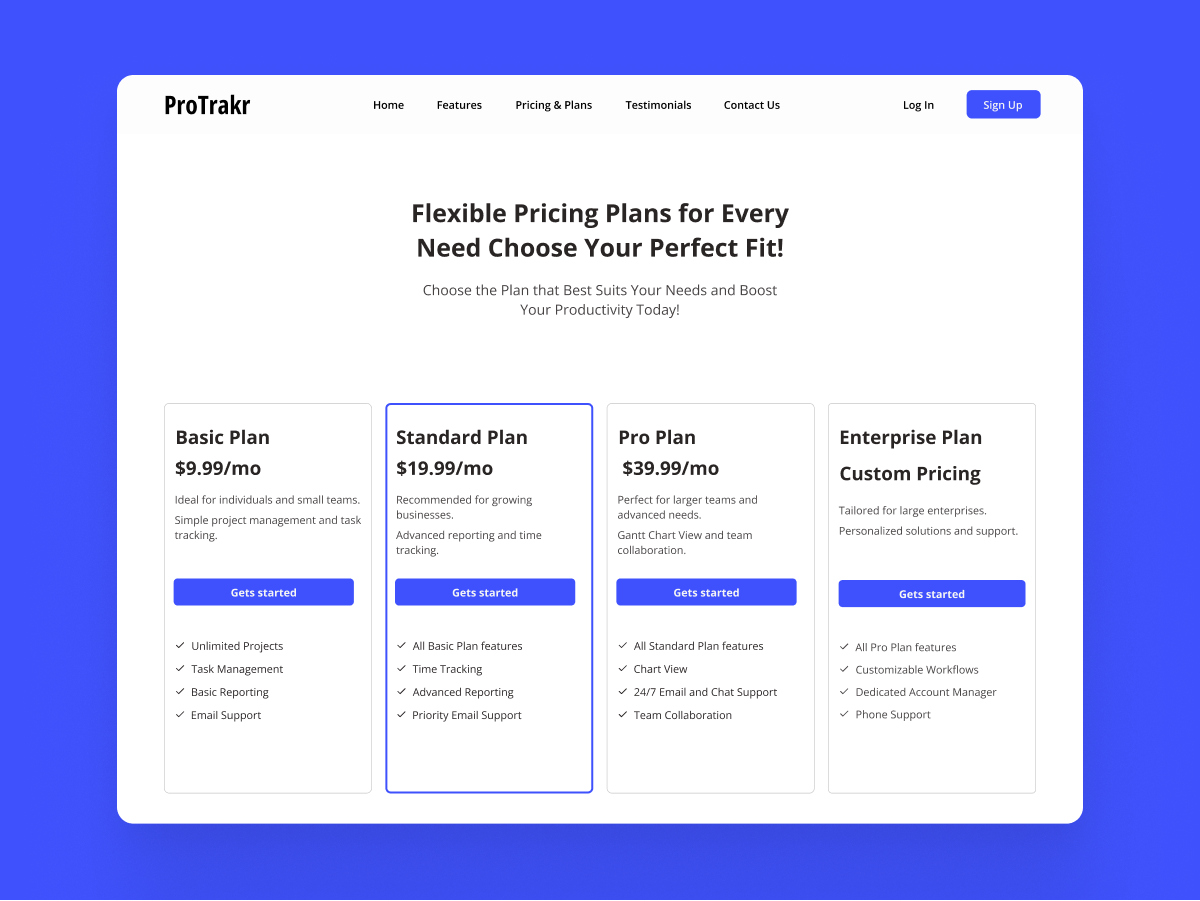 ProTrakr
Home
Features
Pricing & Plans
Testimonials
Contact Us
Log In
Sign Up
Flexible Pricing Plans for Every
Need Choose Your Perfect Fit!
Choose the Plan that Best Suits Your Needs and Boost
Your Productivity Today!
Basic Plan
$9.99/mo
Ideal for individuals and small teams.
Simple project management and task
tracking.
Gets started
Unlimited Projects
Task Management
Basic Reporting
Email Support
Standard Plan
$19.99/mo
Recommended for growing
businesses.
Advanced reporting and time
tracking.
Gets started
All Basic Plan features
Time Tracking
Advanced Reporting
Priority Email Support
Pro Plan
$39.99/mo
Perfect for larger teams and
advanced needs.
Gantt Chart View and team
collaboration.
Gets started
All Standard Plan features
Chart View
24/7 Email and Chat Support
Team Collaboration
Enterprise Plan
Custom Pricing
Tailored for large enterprises.
Personalized solutions and support.
Gets started
All Pro Plan features
Customizable Workflows
Dedicated Account Manager
Phone Support